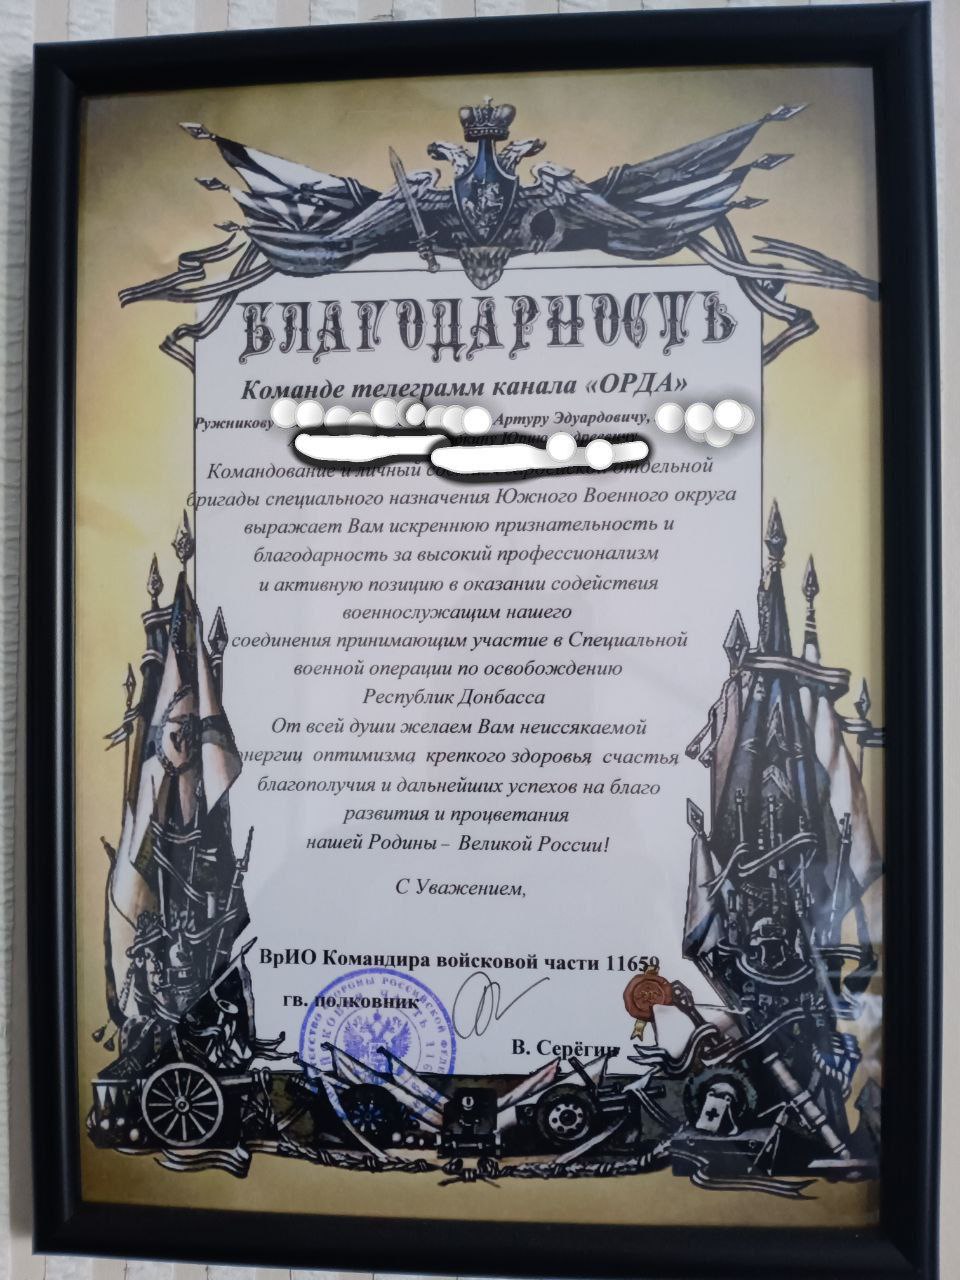 БЛАГОДАРНОСТЬ
Команде телеграмм канала «ОРДА»
Ружникову Артуру Эдуардовичу,
Командование и личный отдельной
бригады специального назначения Южного Военного округа
выражает Вам искреннюю признательность и
благодарность за высокий профессионализм
и активную позицию в оказании содействия
военнослужащим нашего
соединения принимающим участие в Специальной
военной операции по освобождению
Республик Донбасса
От всей души желаем Вам неиссякаемой
энергии оптимизма крепкого здоровья счастья
благополучия и дальнейших успехов на благо
развития и процветания
нашей Родины – Великой России!
С Уважением,
ВрИО Командира войсковой части 11659
гв. полковник
В. Серёгин